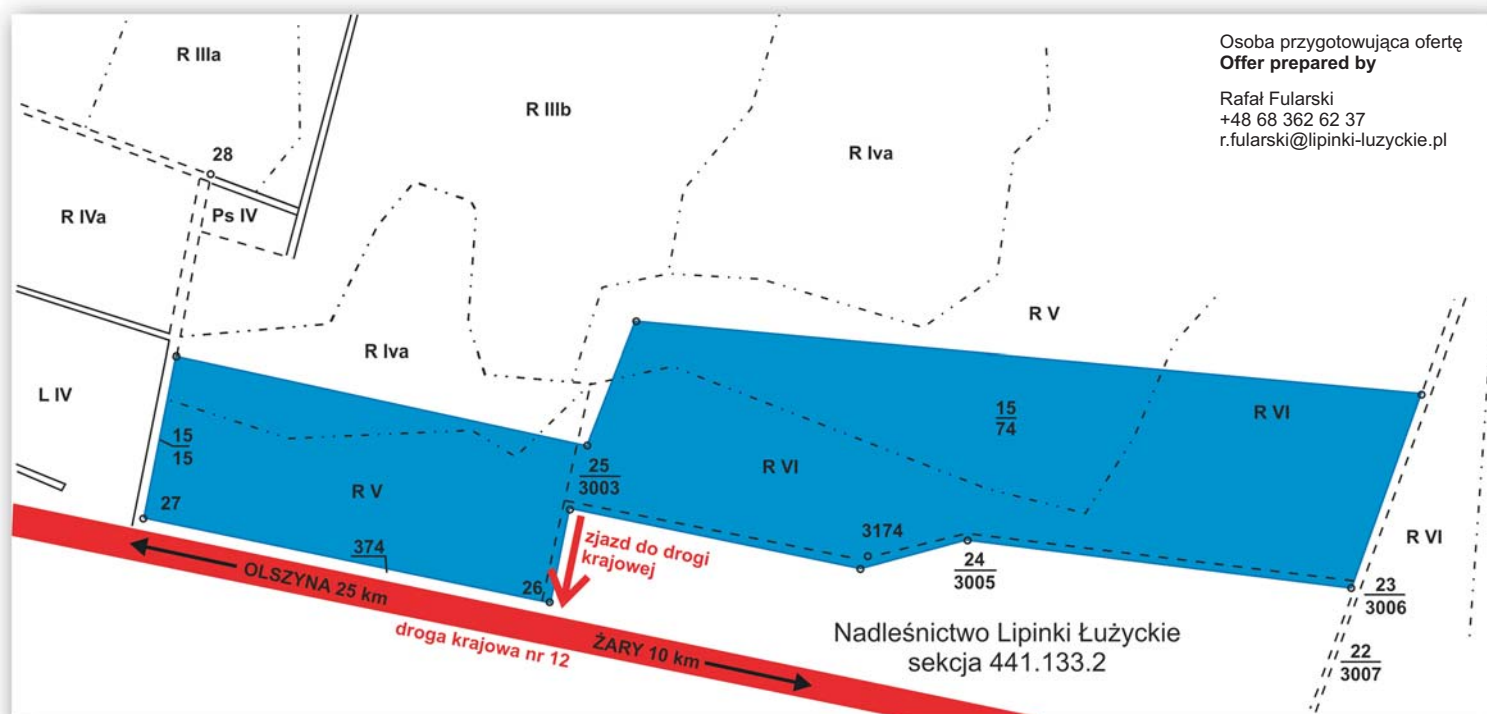 Osoba przygotowująca ofertę
Offer prepared by
Rafał Fularski
+48 68 362 62 37
r.fularski@lipinki-luzyckie.pl
R IIIa
R IIIb
R Iva
28
R IVa
Ps IV
R V
R Iva
L IV
15
74
R VI
15
15
25
3003
R VI
R V
27
3174
R VI
374
zjazd do drogi
krajowej
24
3005
OLSZYNA 25 km
26
23
3006
droga krajowa nr 12
ŻARY 10 km
Nadleśnictwo Lipinki Łużyckie
sekcja 441.133.2
22
3007